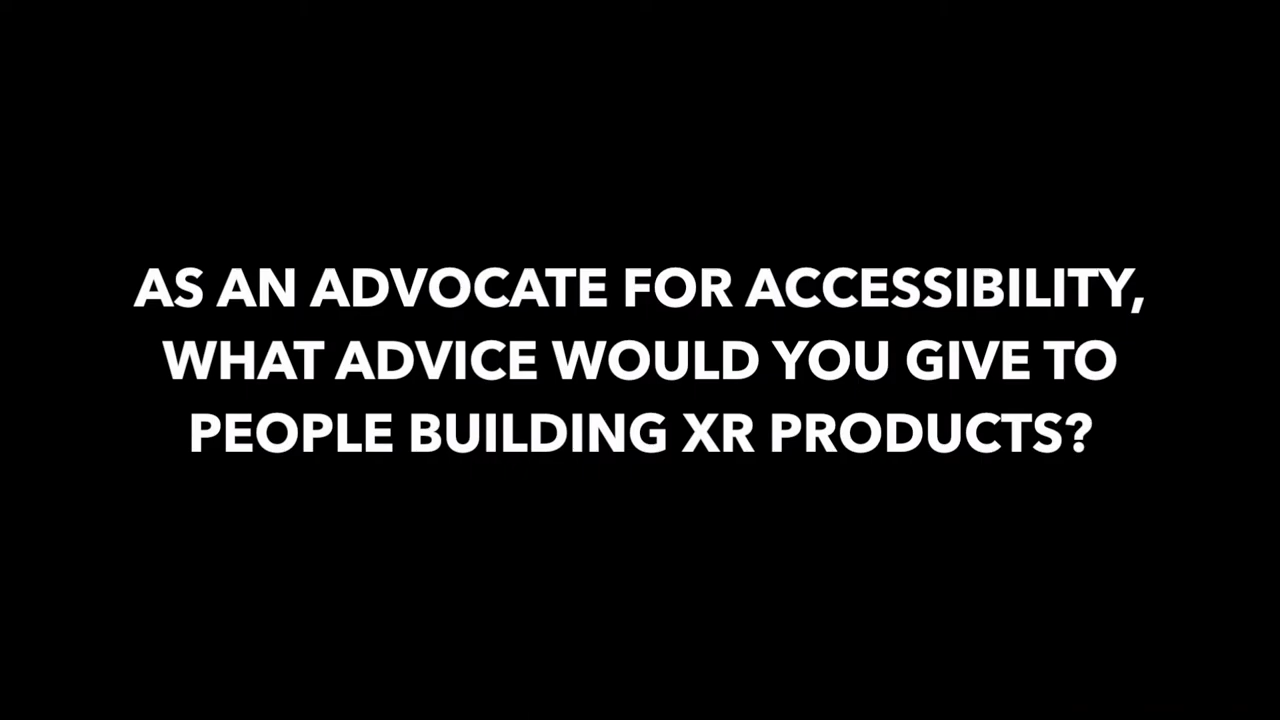 AS AN ADVOCATE FOR ACCESSIBILITY,
WHAT ADVICE WOULD YOU GIVE TO
PEOPLE BUILDING XR PRODUCTS?